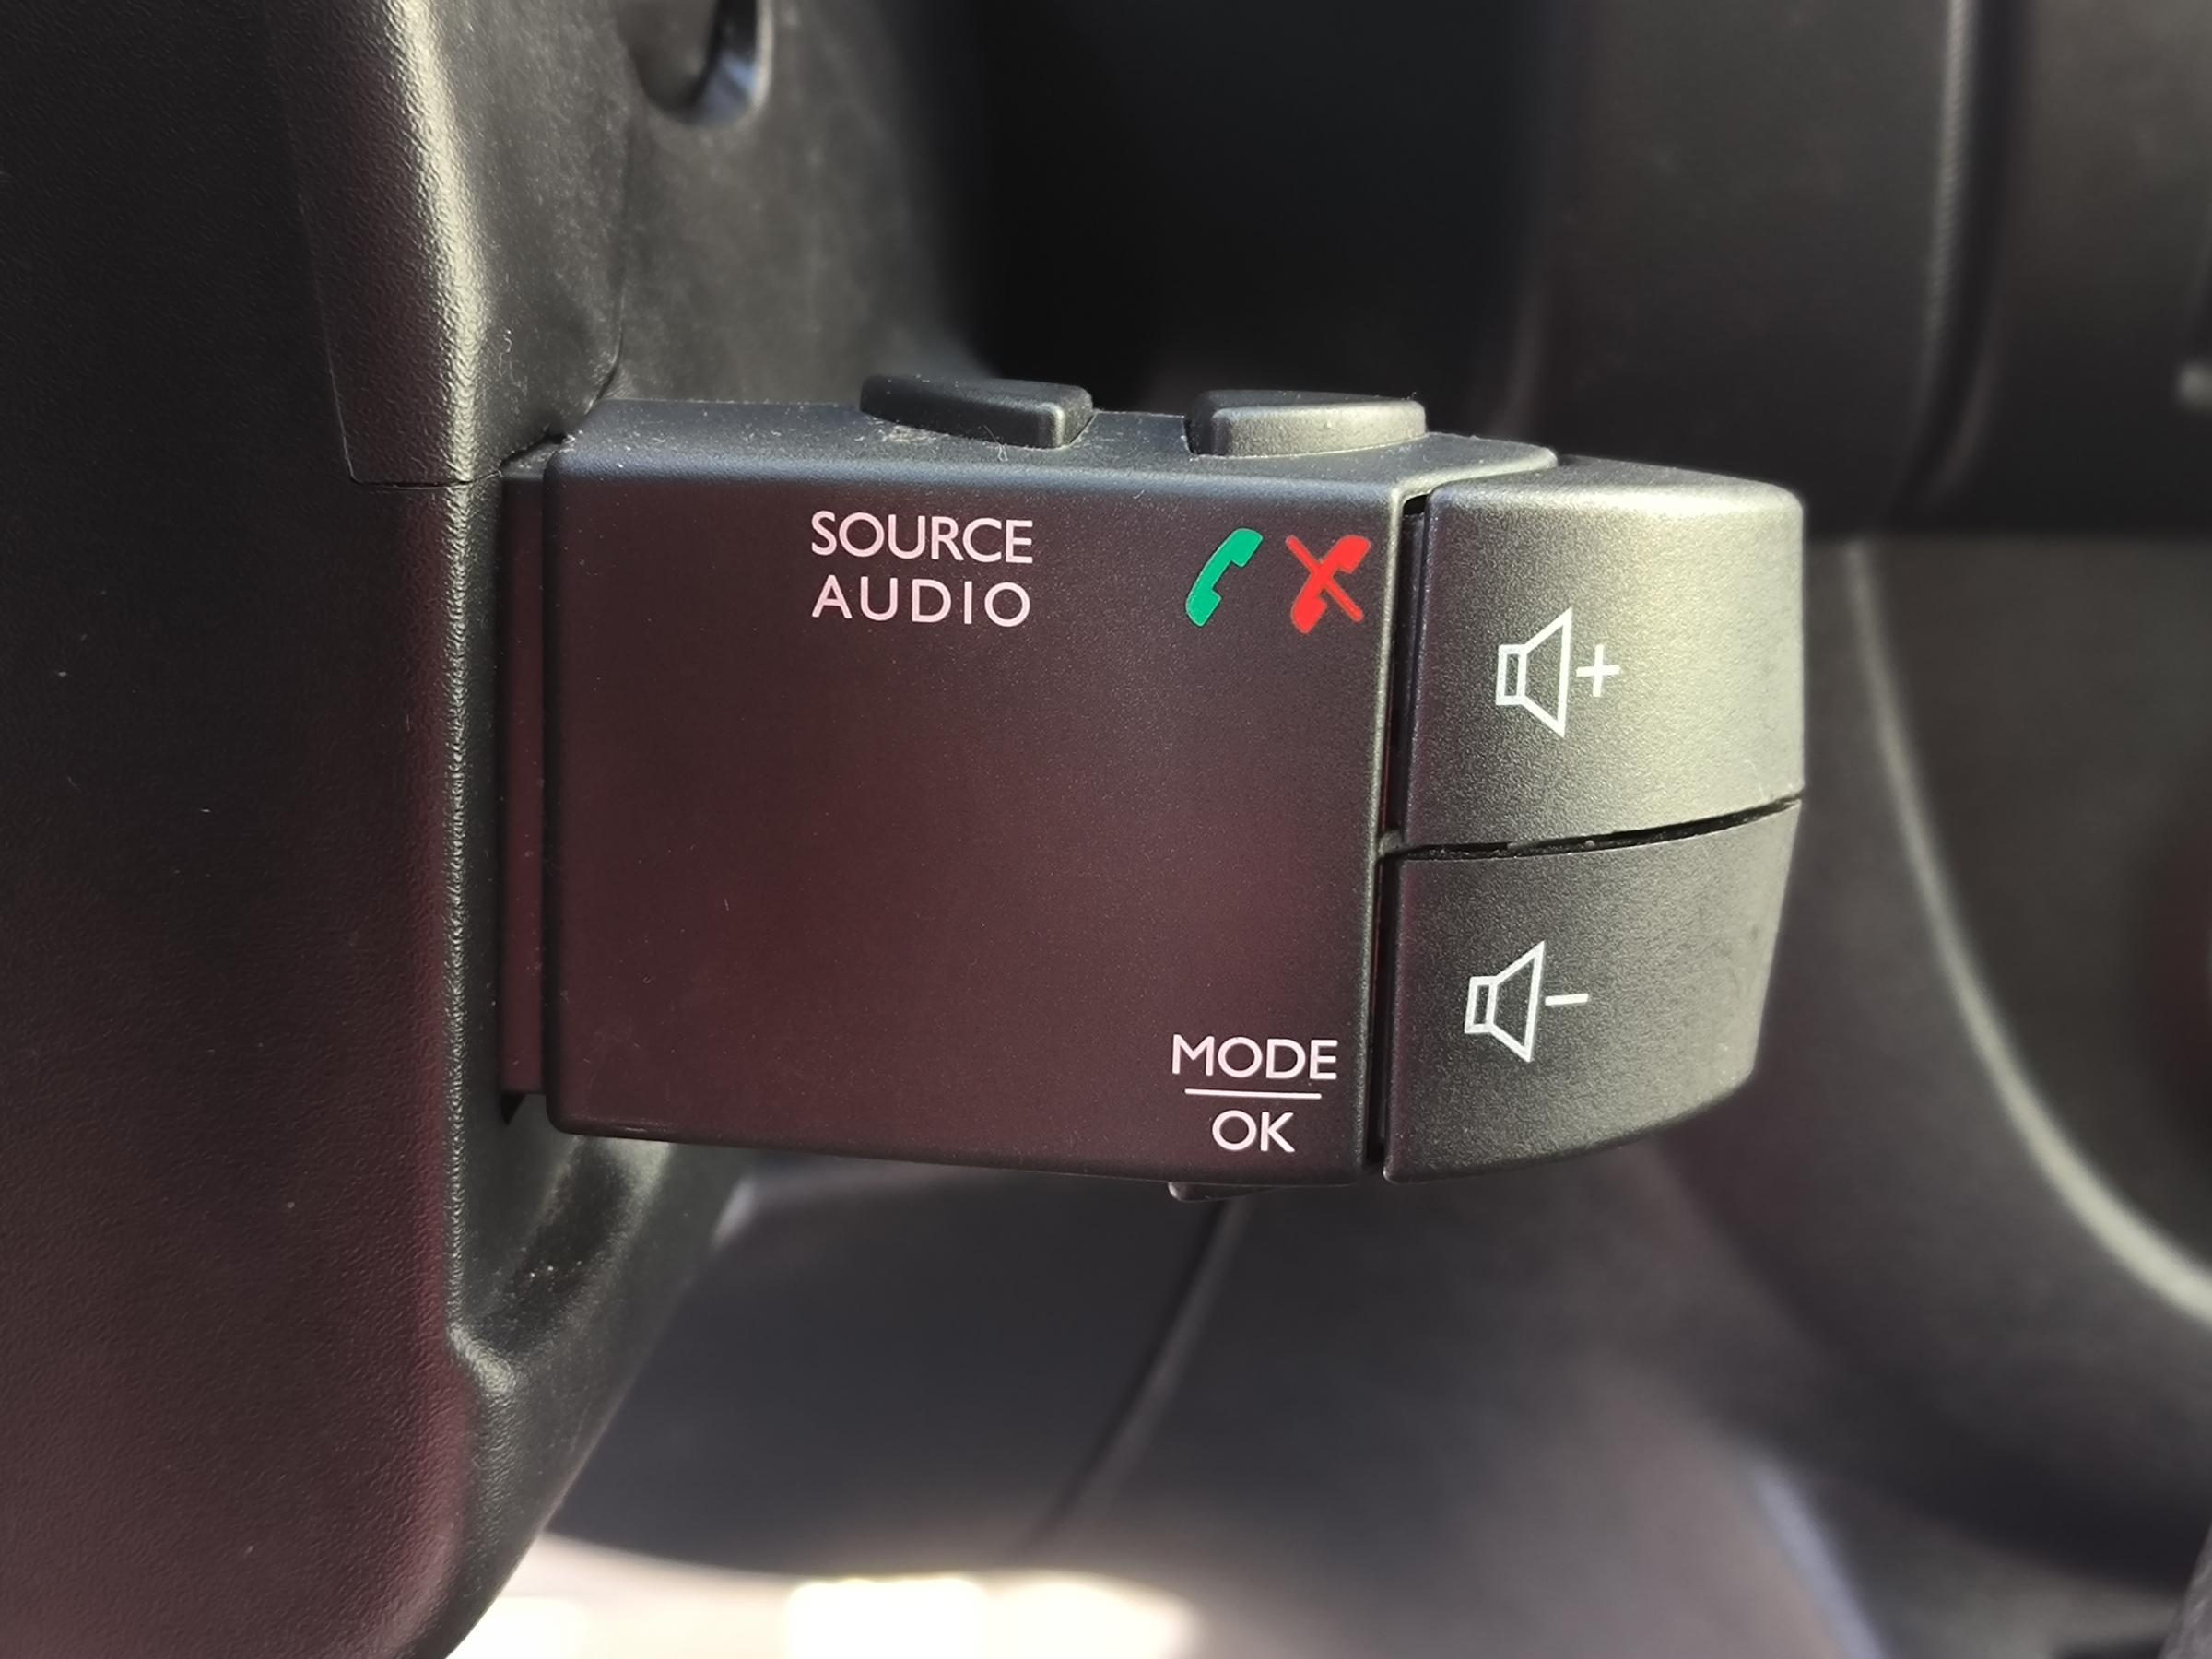 SOURCE
AUDIO
+
-
MODE
OK